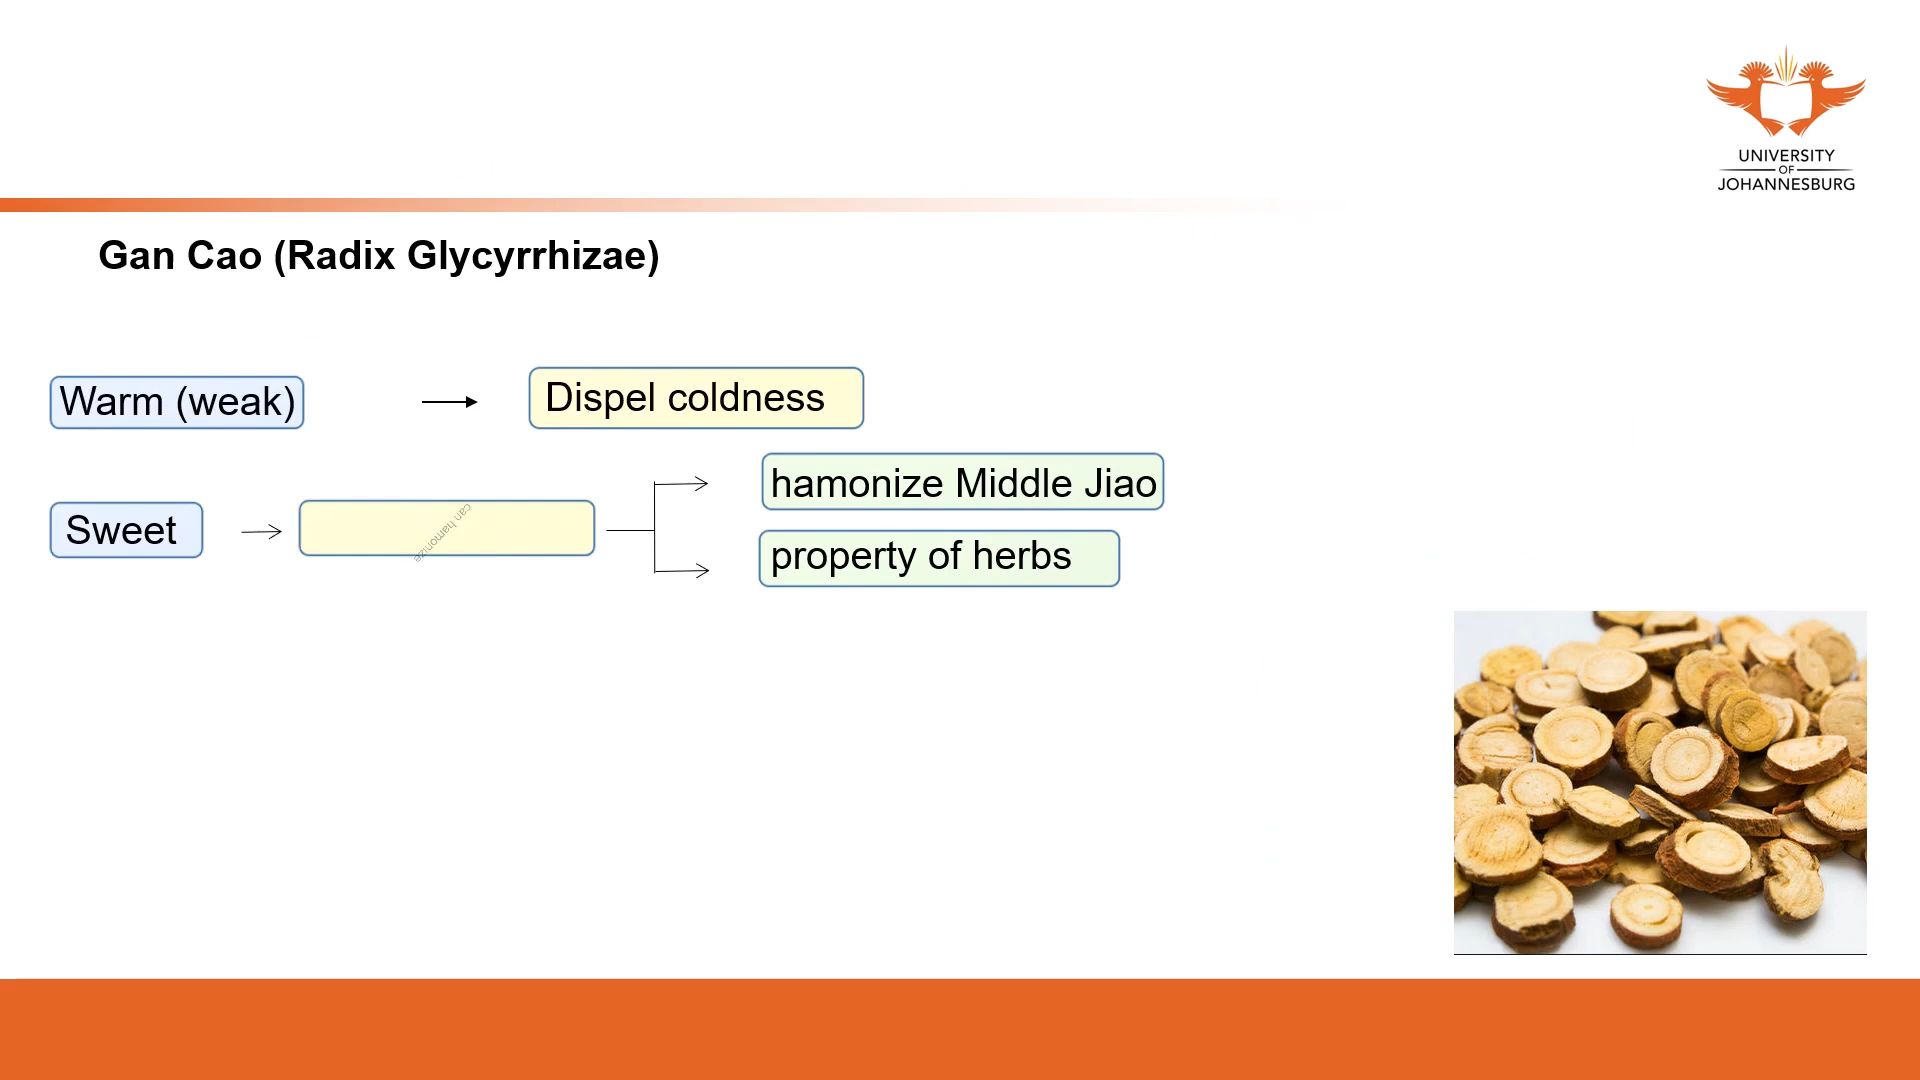 UNIVERSITY
OF
JOHANNESBURG
Gan Cao (Radix Glycyrrhizae)
Warm (weak)
Dispel coldness
hamonize Middle Jiao
Sweet
can hamonize
property of herbs